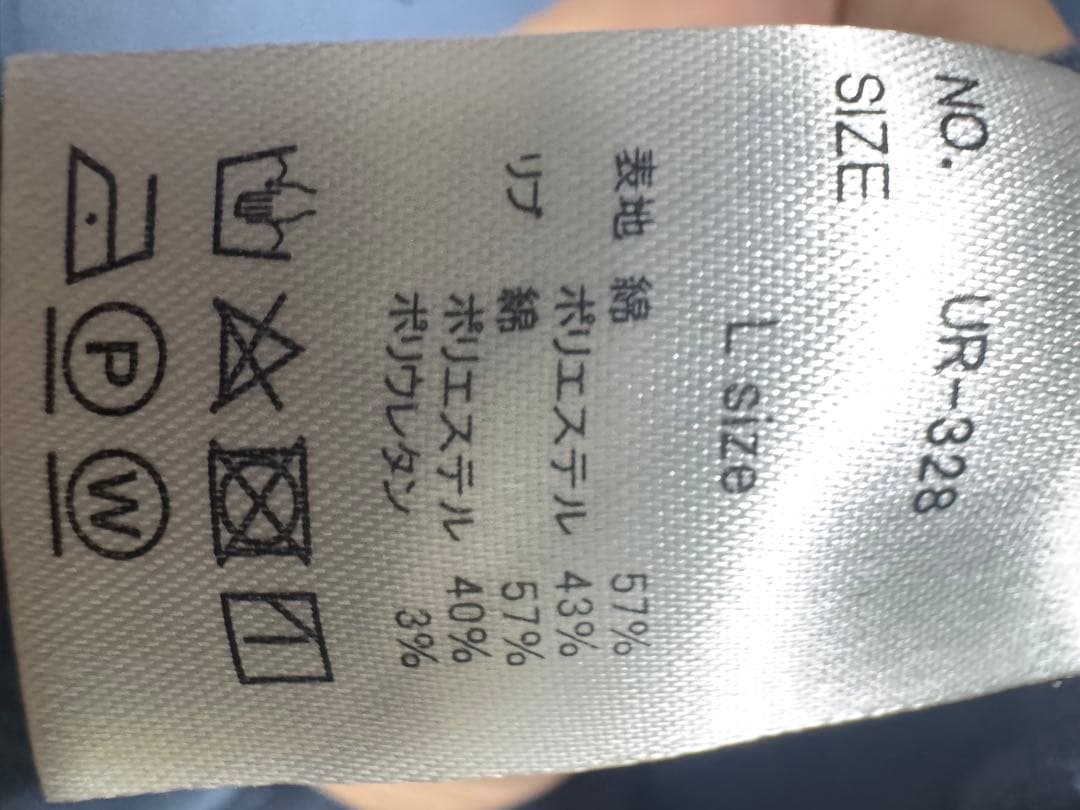 NO. UR-328
SIZE
L size
表地 綿 57%
ポリエステル 43%
リブ 綿 57%
ポリエステル 40%
ポリウレタン 3%
P W